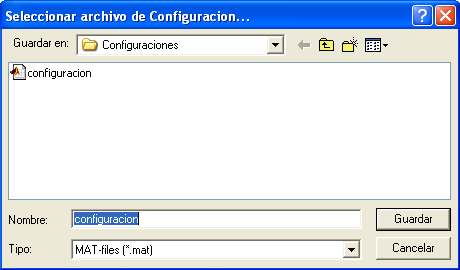 Seleccionar archivo de Configuracion...
Guardar en: Configuraciones
configuracion
Nombre: configuracion Guardar
Tipo: MAT-files (*.mat) Cancelar